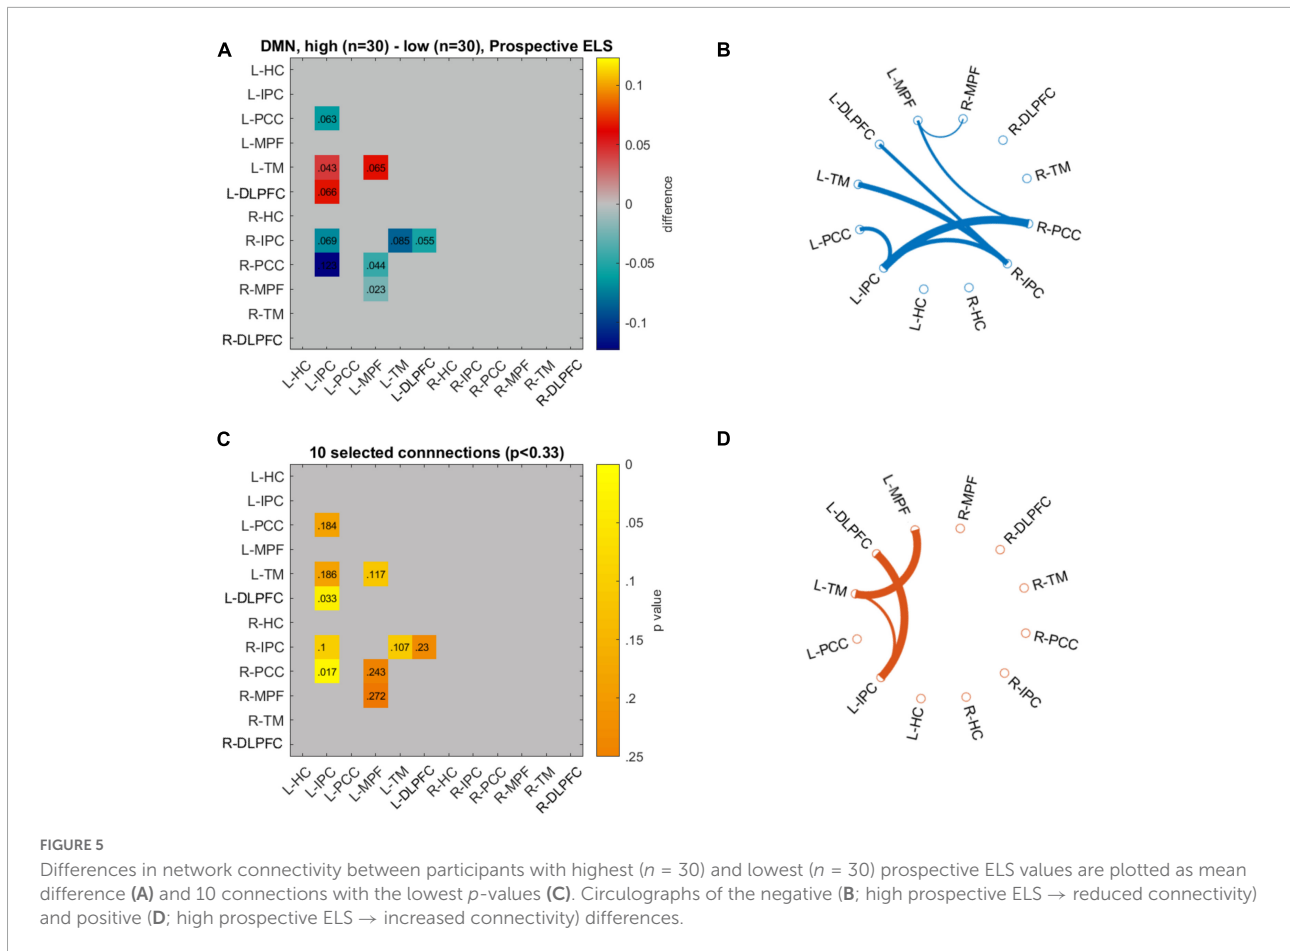 A
DMN, high (n=30) - low (n=30), Prospective ELS
L-HC
L-IPC
L-PCC
L-MPF
L-TM
L-DLPFC
R-HC
R-IPC
R-PCC
R-MPF
R-TM
R-DLPFC
.063
.043 .065
.066
.069 .085 .055
.044
.023
L-HC
L-IPC
L-PCC
L-MPF
L-TM
L-DLPFC
R-HC
R-IPC
R-PCC
R-MPF
R-TM
R-DLPFC
0.1
0.05
0
-0.05
-0.1
difference
B
L-MPF
R-MPF
L-DLPFC
R-DLPFC
L-TM
R-TM
L-PCC
R-PCC
L-IPC
R-IPC
L-HC
R-HC
C
10 selected connnections (p<0.33)
L-HC
L-IPC
L-PCC
L-MPF
L-TM
L-DLPFC
R-HC
R-IPC
R-PCC
R-MPF
R-TM
R-DLPFC
.184
.186 .117
.033
.1 .107 .23
.017 .243
.272
L-HC
L-IPC
L-PCC
L-MPF
L-TM
L-DLPFC
R-HC
R-IPC
R-PCC
R-MPF
R-TM
R-DLPFC
0
.05
.1
.15
.2
.25
p value
D
L-MPF
R-MPF
L-DLPFC
R-DLPFC
L-TM
R-TM
L-PCC
R-PCC
L-IPC
R-IPC
L-HC
R-HC
FIGURE 5
Differences in network connectivity between participants with highest (n = 30) and lowest (n = 30) prospective ELS values are plotted as mean
difference (A) and 10 connections with the lowest p-values (C). Circulographs of the negative (B; high prospective ELS → reduced connectivity)
and positive (D; high prospective ELS → increased connectivity) differences.